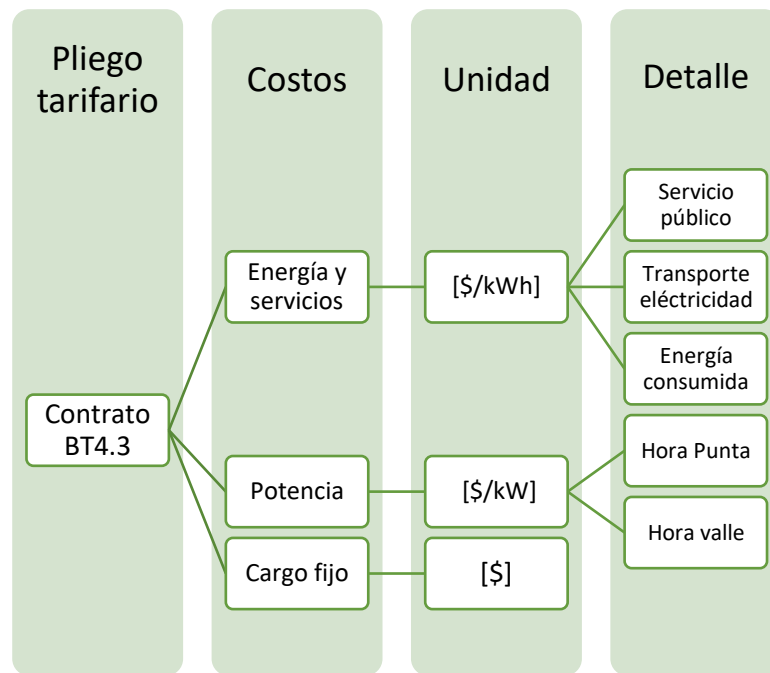 Pliego
tarifario
Costos
Unidad
Detalle
Contrato
BT4.3
Energía y
servicios
[$/kWh]
Servicio
público
Transporte
eléctricidad
Energía
consumida
Potencia
[$/kW]
Hora Punta
Hora valle
Cargo fijo
[$]